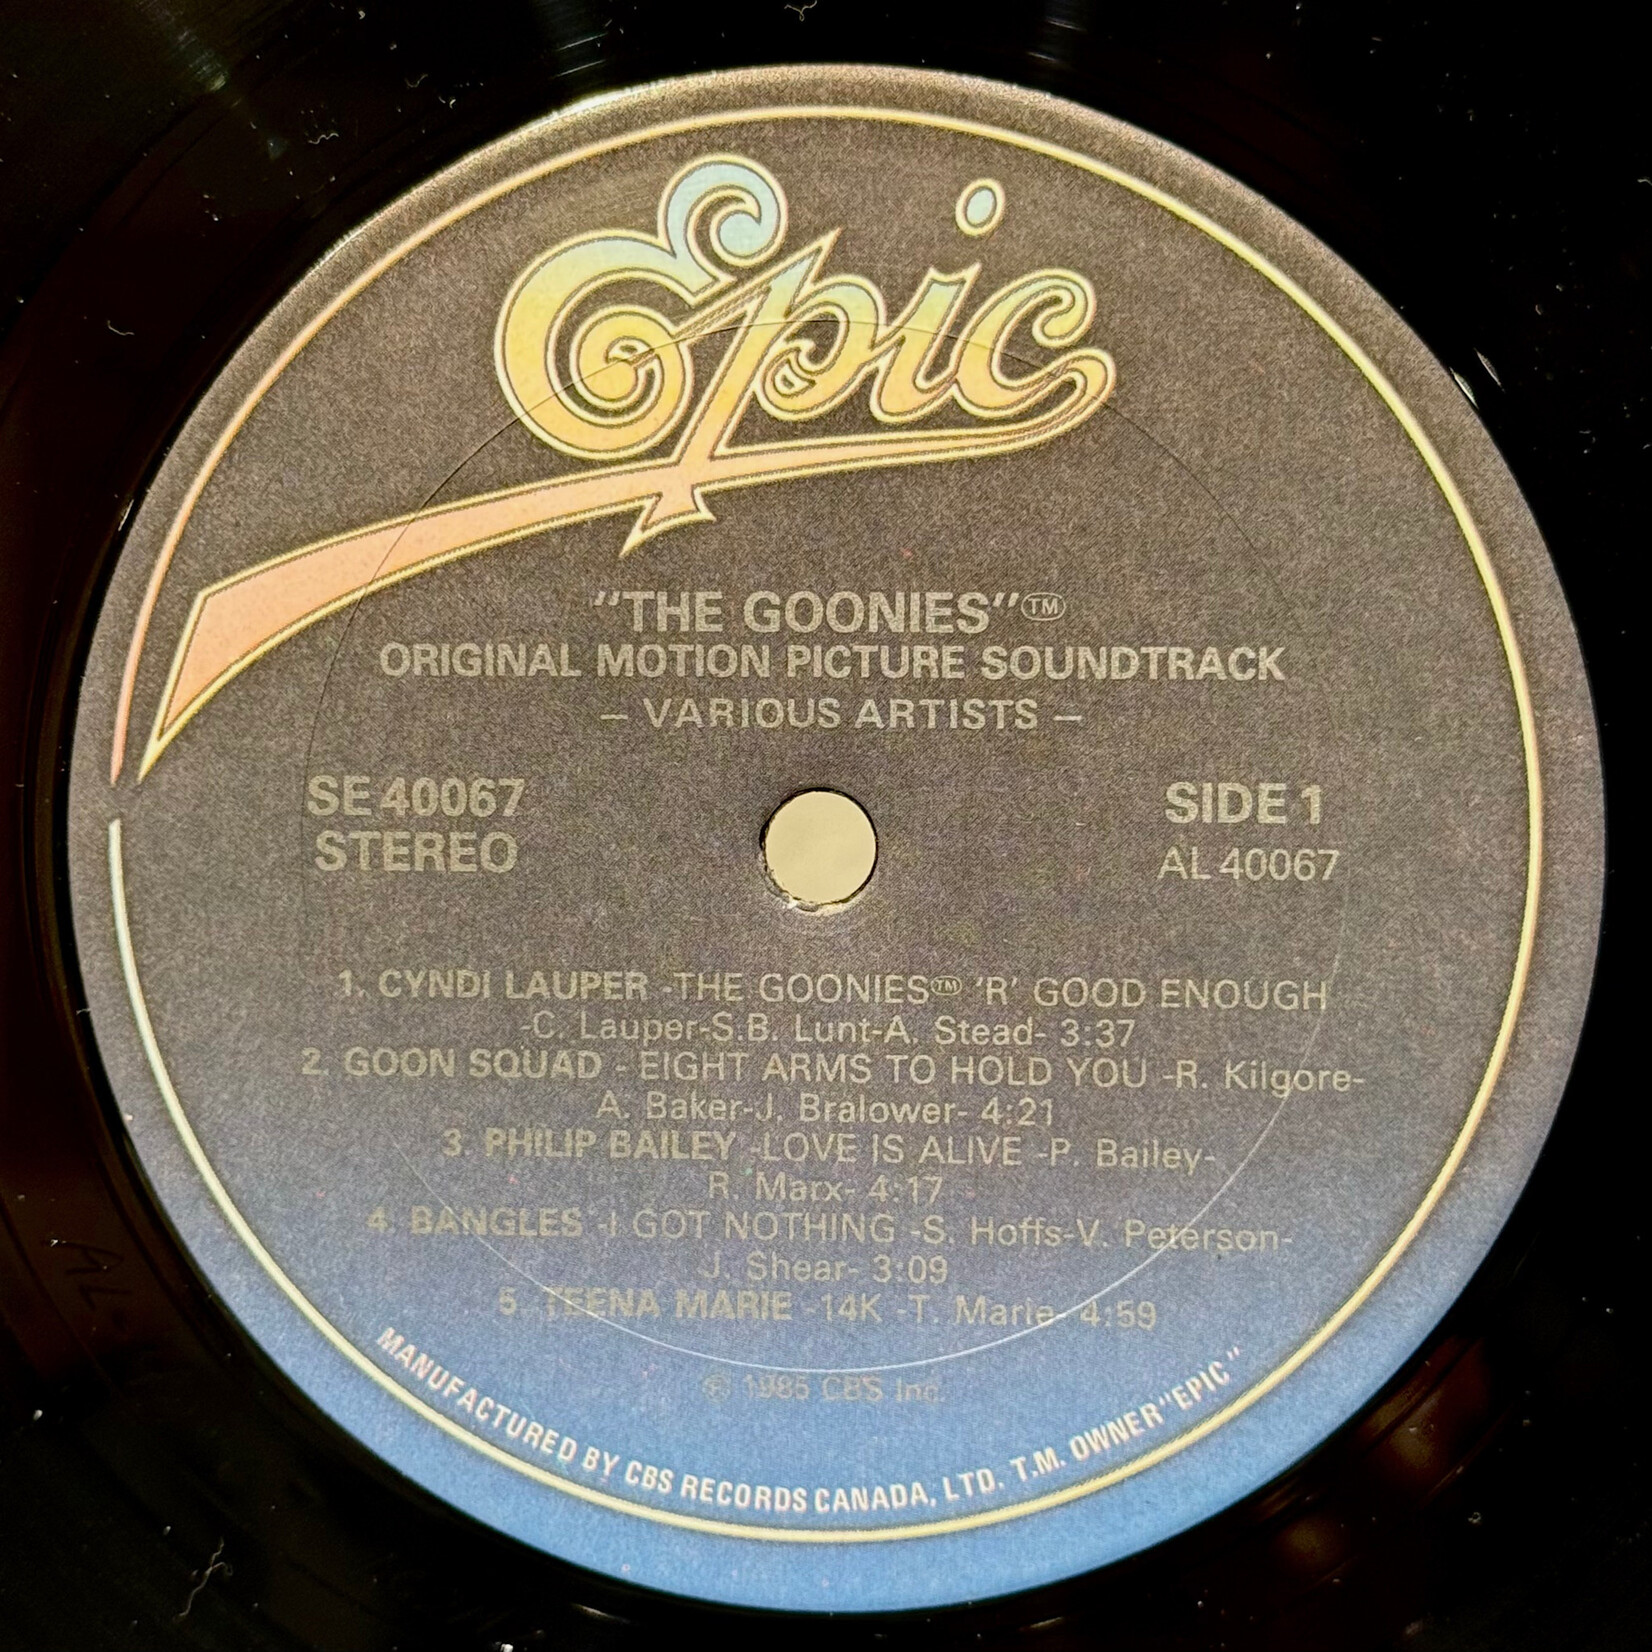 Epic
"THE GOONIES"™
ORIGINAL MOTION PICTURE SOUNDTRACK
– VARIOUS ARTISTS –
SE 40067
STEREO
SIDE 1
AL 40067
1. CYNDI LAUPER -THE GOONIES™ 'R' GOOD ENOUGH
-C. Lauper-S.B. Lunt-A. Stead- 3:37
2. GOON SQUAD - EIGHT ARMS TO HOLD YOU -R. Kilgore-
A. Baker-J. Bralower- 4:21
3. PHILIP BAILEY -LOVE IS ALIVE -P. Bailey-
R. Marx- 4:17
4. BANGLES -I GOT NOTHING -S. Hoffs-V. Peterson-
J. Shear- 3:09
5. TEENA MARIE -14K -T. Marie- 4:59
℗ 1985 CBS Inc.
MANUFACTURED BY CBS RECORDS CANADA, LTD. T.M. OWNER "EPIC"